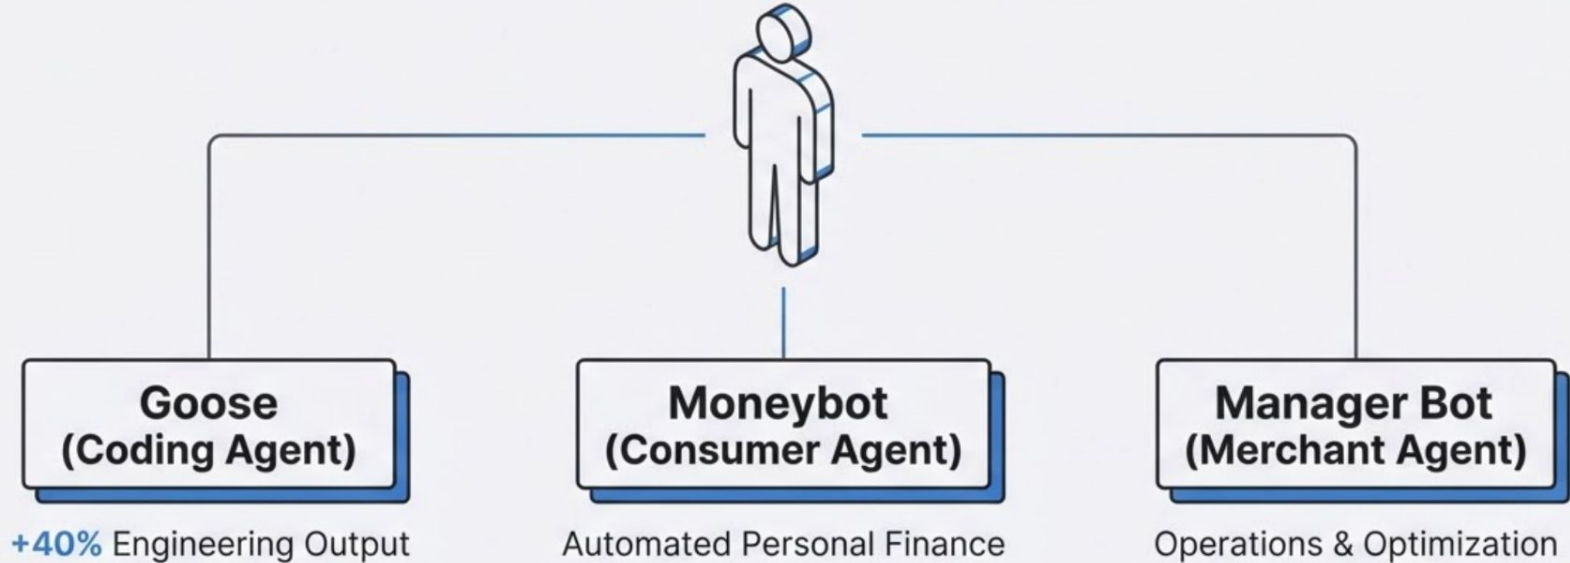 Goose
(Coding Agent)
+40% Engineering Output
Moneybot
(Consumer Agent)
Automated Personal Finance
Manager Bot
(Merchant Agent)
Operations & Optimization